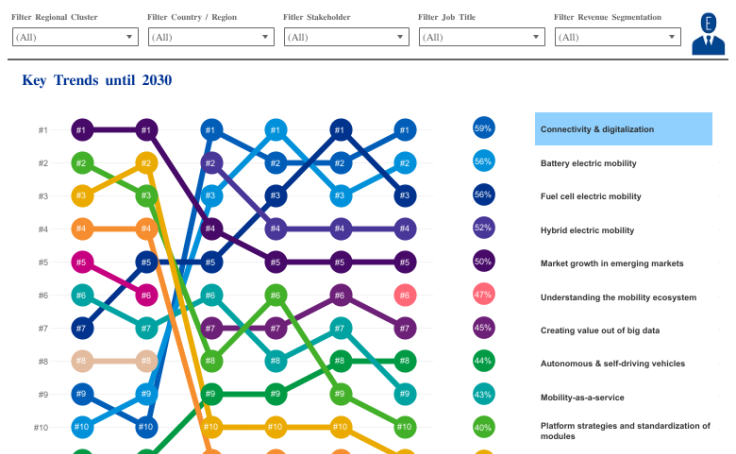 Filter Regional Cluster Filter Country / Region Fitler Stakeholder Filter Job Title Filter Revenue Segmentation
(All) (All) (All) (All) (All)
E
Key Trends until 2030
#1 #1 #1 #1 #1 #1 #1 59% Connectivity & digitalization
#2 #2 #2 #2 #2 #2 #2 56% Battery electric mobility
#3 #3 #3 #3 #3 #3 #3 56% Fuel cell electric mobility
#4 #4 #4 #4 #4 #4 #4 52% Hybrid electric mobility
#5 #5 #5 #5 #5 #5 #5 50% Market growth in emerging markets
#6 #6 #6 #6 #6 #6 #6 47% Understanding the mobility ecosystem
#7 #7 #7 #7 #7 #7 #7 45% Creating value out of big data
#8 #8 #8 #8 #8 #8 #8 44% Autonomous & self-driving vehicles
#9 #9 #9 #9 #9 #9 #9 43% Mobility-as-a-service
#10 #10 #10 #10 #10 #10 #10 40% Platform strategies and standardization of
modules